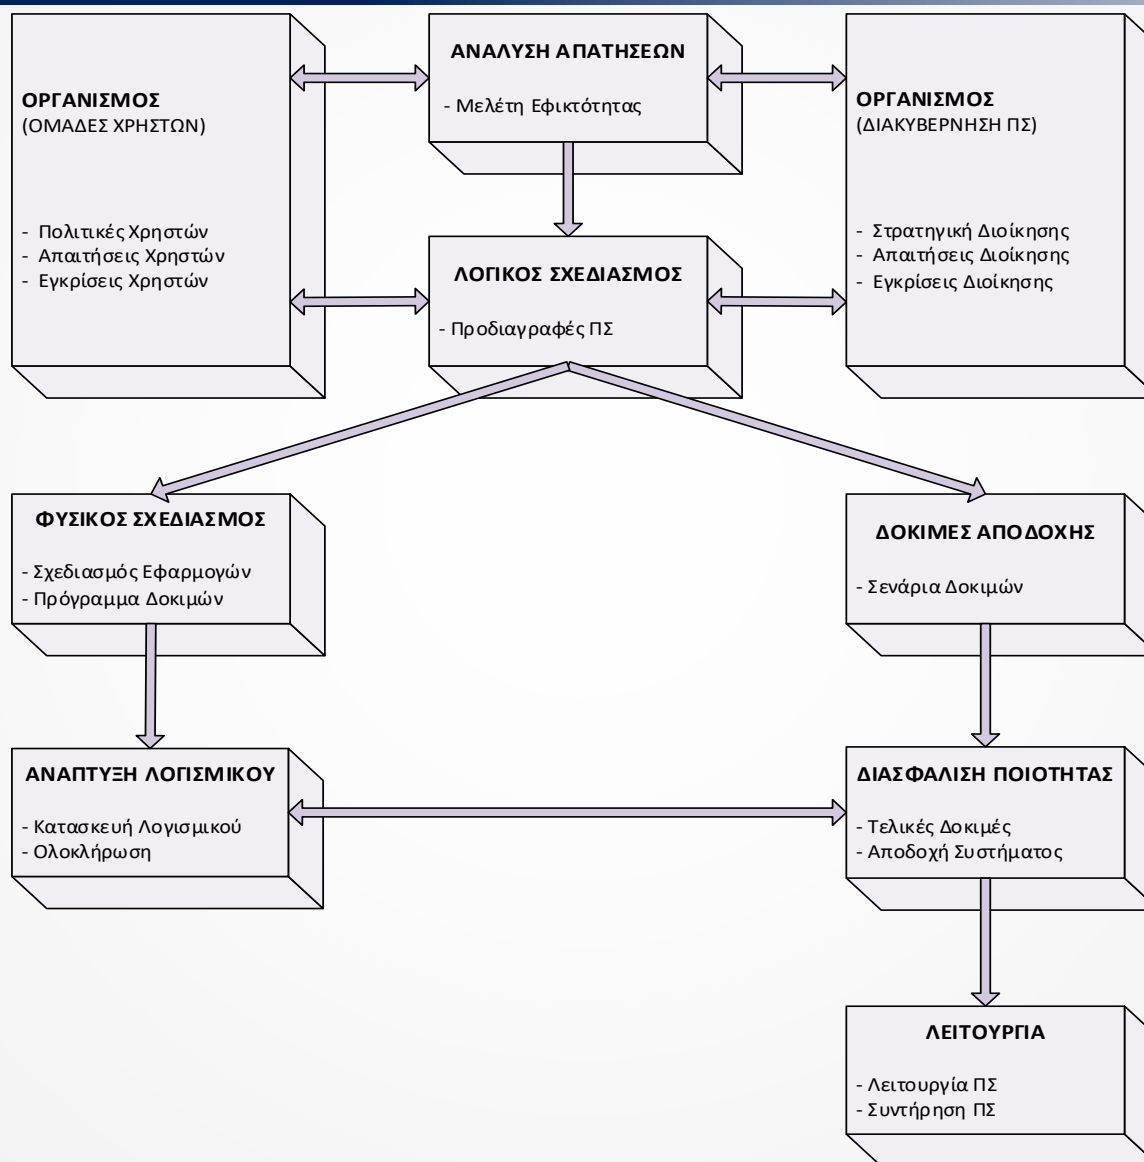 ΟΡΓΑΝΙΣΜΟΣ
(ΟΜΑΔΕΣ ΧΡΗΣΤΩΝ)
- Πολιτικές Χρηστών
- Απαιτήσεις Χρηστών
- Εγκρίσεις Χρηστών
ΑΝΑΛΥΣΗ ΑΠΑΤΗΣΕΩΝ
- Μελέτη Εφικτότητας
ΟΡΓΑΝΙΣΜΟΣ
(ΔΙΑΚΥΒΕΡΝΗΣΗ ΠΣ)
- Στρατηγική Διοίκησης
- Απαιτήσεις Διοίκησης
- Εγκρίσεις Διοίκησης
ΛΟΓΙΚΟΣ ΣΧΕΔΙΑΣΜΟΣ
- Προδιαγραφές ΠΣ
ΦΥΣΙΚΟΣ ΣΧΕΔΙΑΣΜΟΣ
- Σχεδιασμός Εφαρμογών
- Πρόγραμμα Δοκιμών
ΔΟΚΙΜΕΣ ΑΠΟΔΟΧΗΣ
- Σενάρια Δοκιμών
ΑΝΑΠΤΥΞΗ ΛΟΓΙΣΜΙΚΟΥ
- Κατασκευή Λογισμικού
- Ολοκλήρωση
ΔΙΑΣΦΑΛΙΣΗ ΠΟΙΟΤΗΤΑΣ
- Τελικές Δοκιμές
- Αποδοχή Συστήματος
ΛΕΙΤΟΥΡΓΙΑ
- Λειτουργία ΠΣ
- Συντήρηση ΠΣ